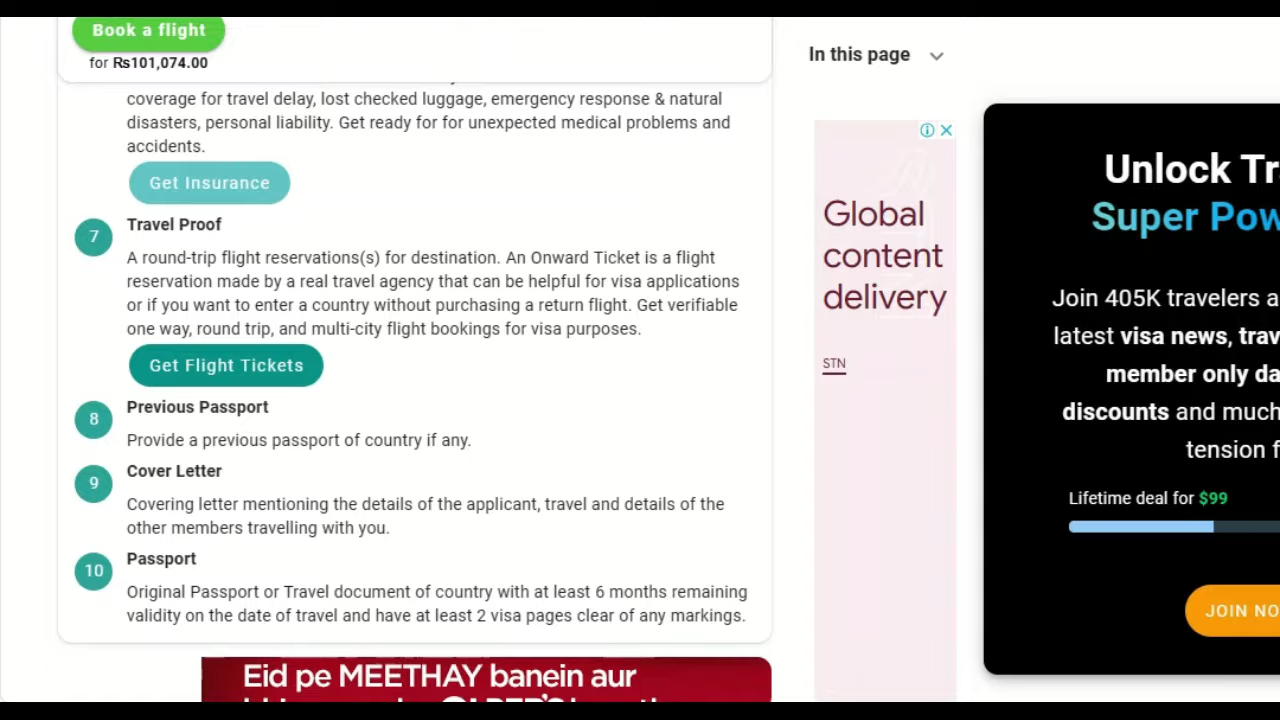 Book a flight
for Rs101,074.00
coverage for travel delay, lost checked luggage, emergency response & natural
disasters, personal liability. Get ready for for unexpected medical problems and
accidents.
Get Insurance
7
Travel Proof
A round-trip flight reservations(s) for destination. An Onward Ticket is a flight
reservation made by a real travel agency that can be helpful for visa applications
or if you want to enter a country without purchasing a return flight. Get verifiable
one way, round trip, and multi-city flight bookings for visa purposes.
Get Flight Tickets
8
Previous Passport
Provide a previous passport of country if any.
9
Cover Letter
Covering letter mentioning the details of the applicant, travel and details of the
other members travelling with you.
10
Passport
Original Passport or Travel document of country with at least 6 months remaining
validity on the date of travel and have at least 2 visa pages clear of any markings.
Eid pe MEETHAY banein aur
In this page
Global
content
delivery
STN
Unlock Tr
Super Pow
Join 405K travelers a
latest visa news, trav
member only da
discounts and much
tension f
Lifetime deal for $99
JOIN NO